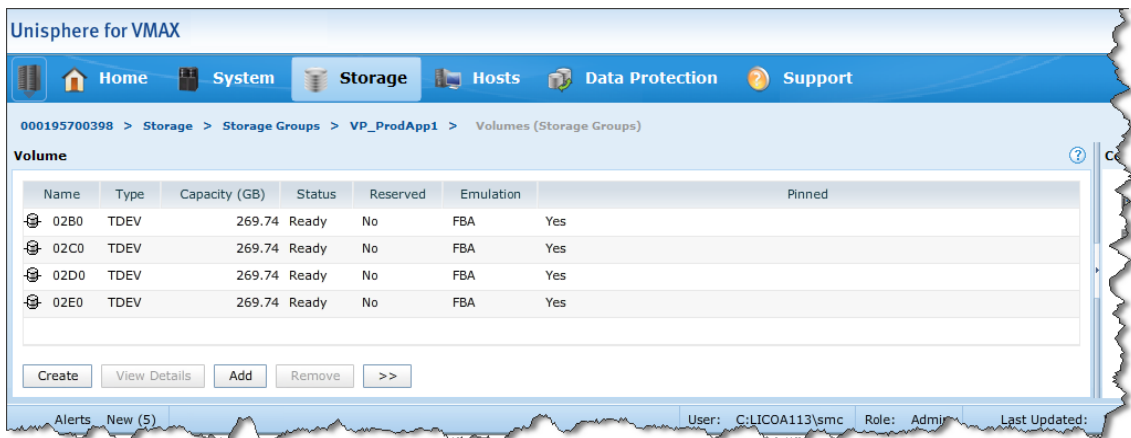 Unisphere for VMAX
Home System Storage Hosts Data Protection Support
000195700398 > Storage > Storage Groups > VP_ProdApp1 > Volumes (Storage Groups)
Volume
Name Type Capacity (GB) Status Reserved Emulation Pinned
02B0 TDEV 269.74 Ready No FBA Yes
02C0 TDEV 269.74 Ready No FBA Yes
02D0 TDEV 269.74 Ready No FBA Yes
02E0 TDEV 269.74 Ready No FBA Yes
Create View Details Add Remove >>
Alerts New (5) User: C:LICOA113\smc Role: Last Updated: